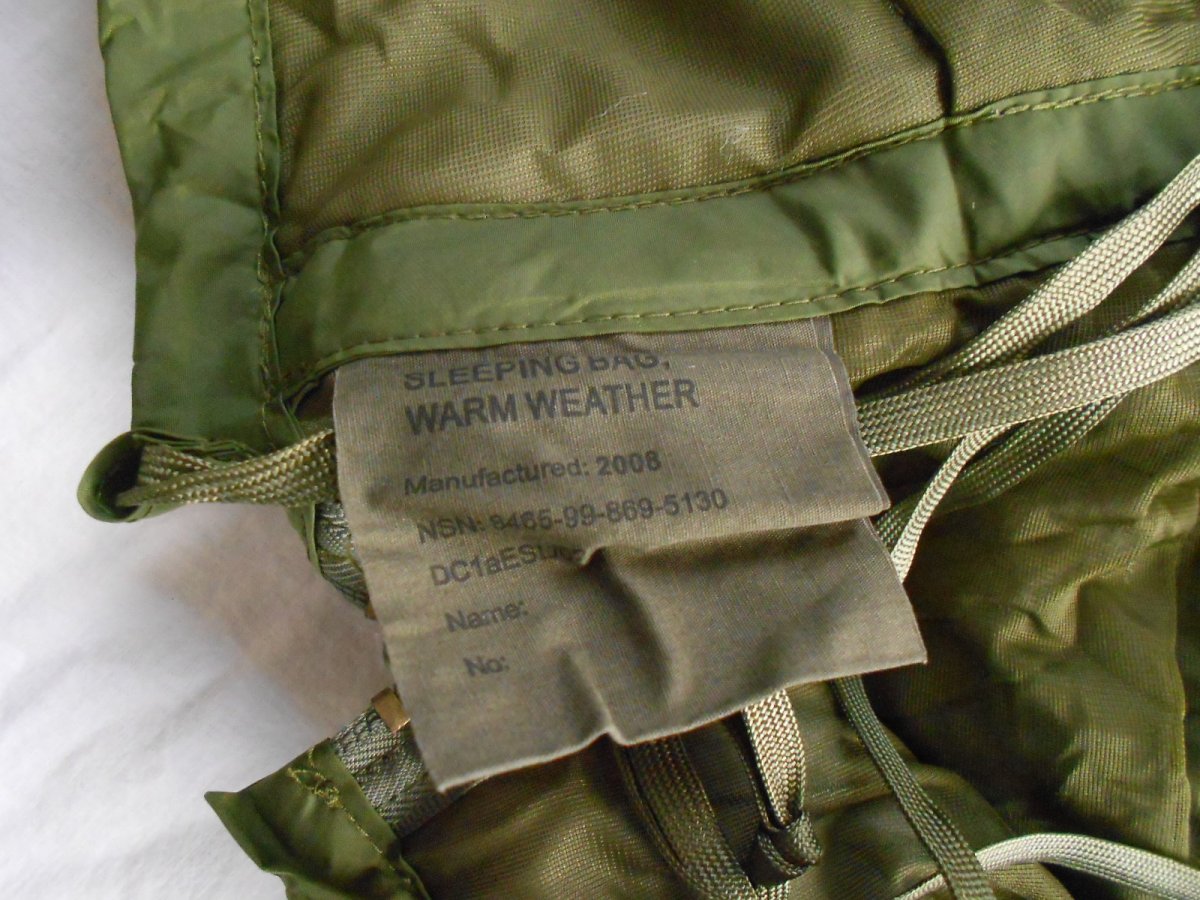 SLEEPING BAG,
WARM WEATHER
Manufactured: 2008
NSN: 8465-99-869-5130
Name:
No: